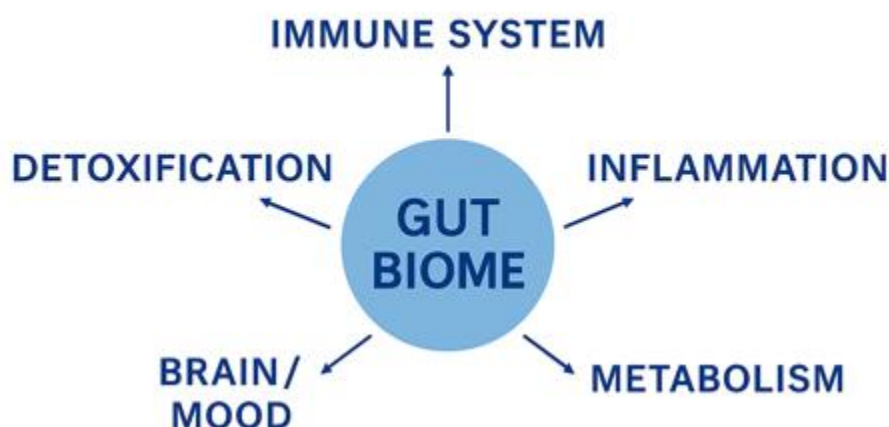 IMMUNE SYSTEM
DETOXIFICATION
INFLAMMATION
GUT
BIOME
BRAIN/
MOOD
METABOLISM